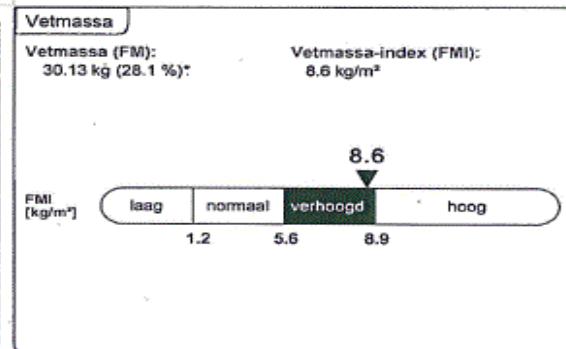 Vetmassa
Vetmassa (FM):
30.13 kg (28.1 %)*
Vetmassa-index (FMI):
8.6 kg/m²
8.6
FMI
[kg/m²]
laag normaal verhoogd hoog
1.2 5.6 8.9